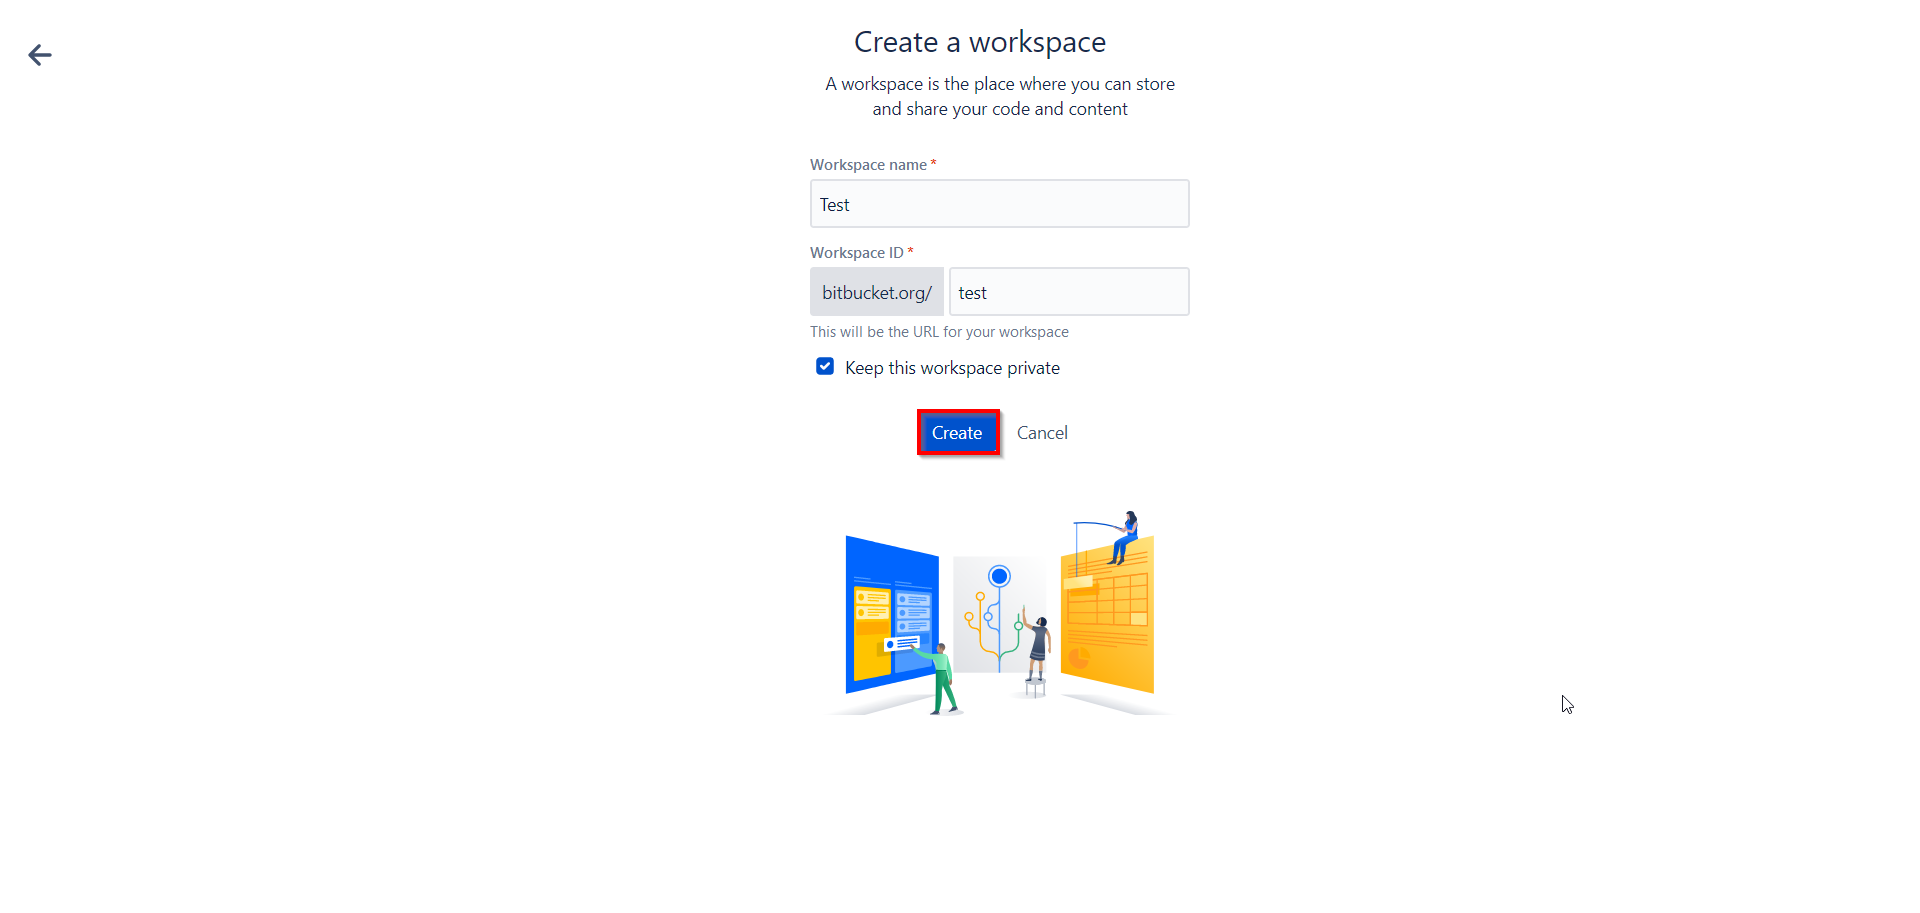 Create a workspace
A workspace is the place where you can store
and share your code and content
Workspace name *
Test
Workspace ID *
bitbucket.org/ test
This will be the URL for your workspace
Keep this workspace private
Create Cancel